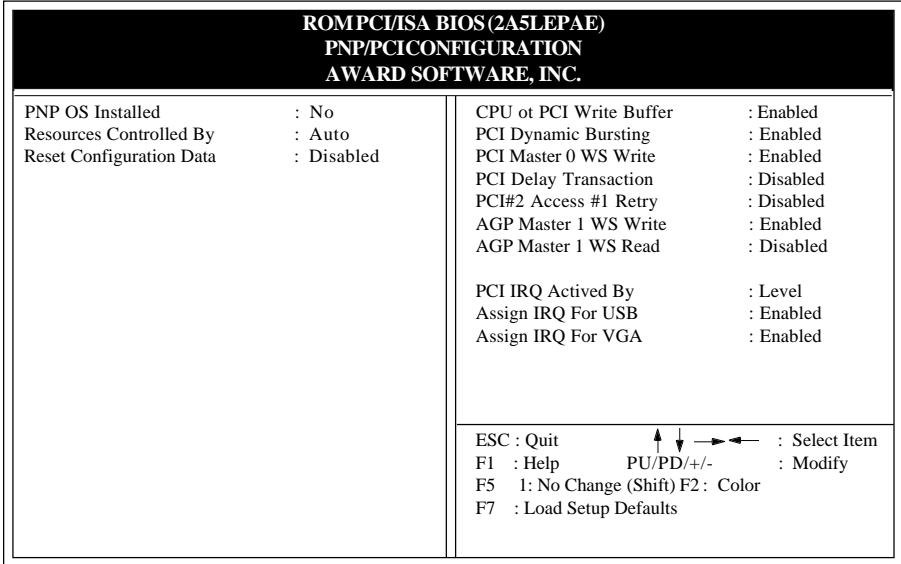 ROM PCI/ISA BIOS (2A5LEPAE)
PNP/PCI CONFIGURATION
AWARD SOFTWARE, INC.
PNP OS Installed : No
Resources Controlled By : Auto
Reset Configuration Data : Disabled
CPU ot PCI Write Buffer : Enabled
PCI Dynamic Bursting : Enabled
PCI Master 0 WS Write : Enabled
PCI Delay Transaction : Disabled
PCI#2 Access #1 Retry : Disabled
AGP Master 1 WS Write : Enabled
AGP Master 1 WS Read : Disabled
PCI IRQ Actived By : Level
Assign IRQ For USB : Enabled
Assign IRQ For VGA : Enabled
ESC : Quit : Select Item
F1 : Help PU/PD/+/- : Modify
F5 1: No Change (Shift) F2 : Color
F7 : Load Setup Defaults